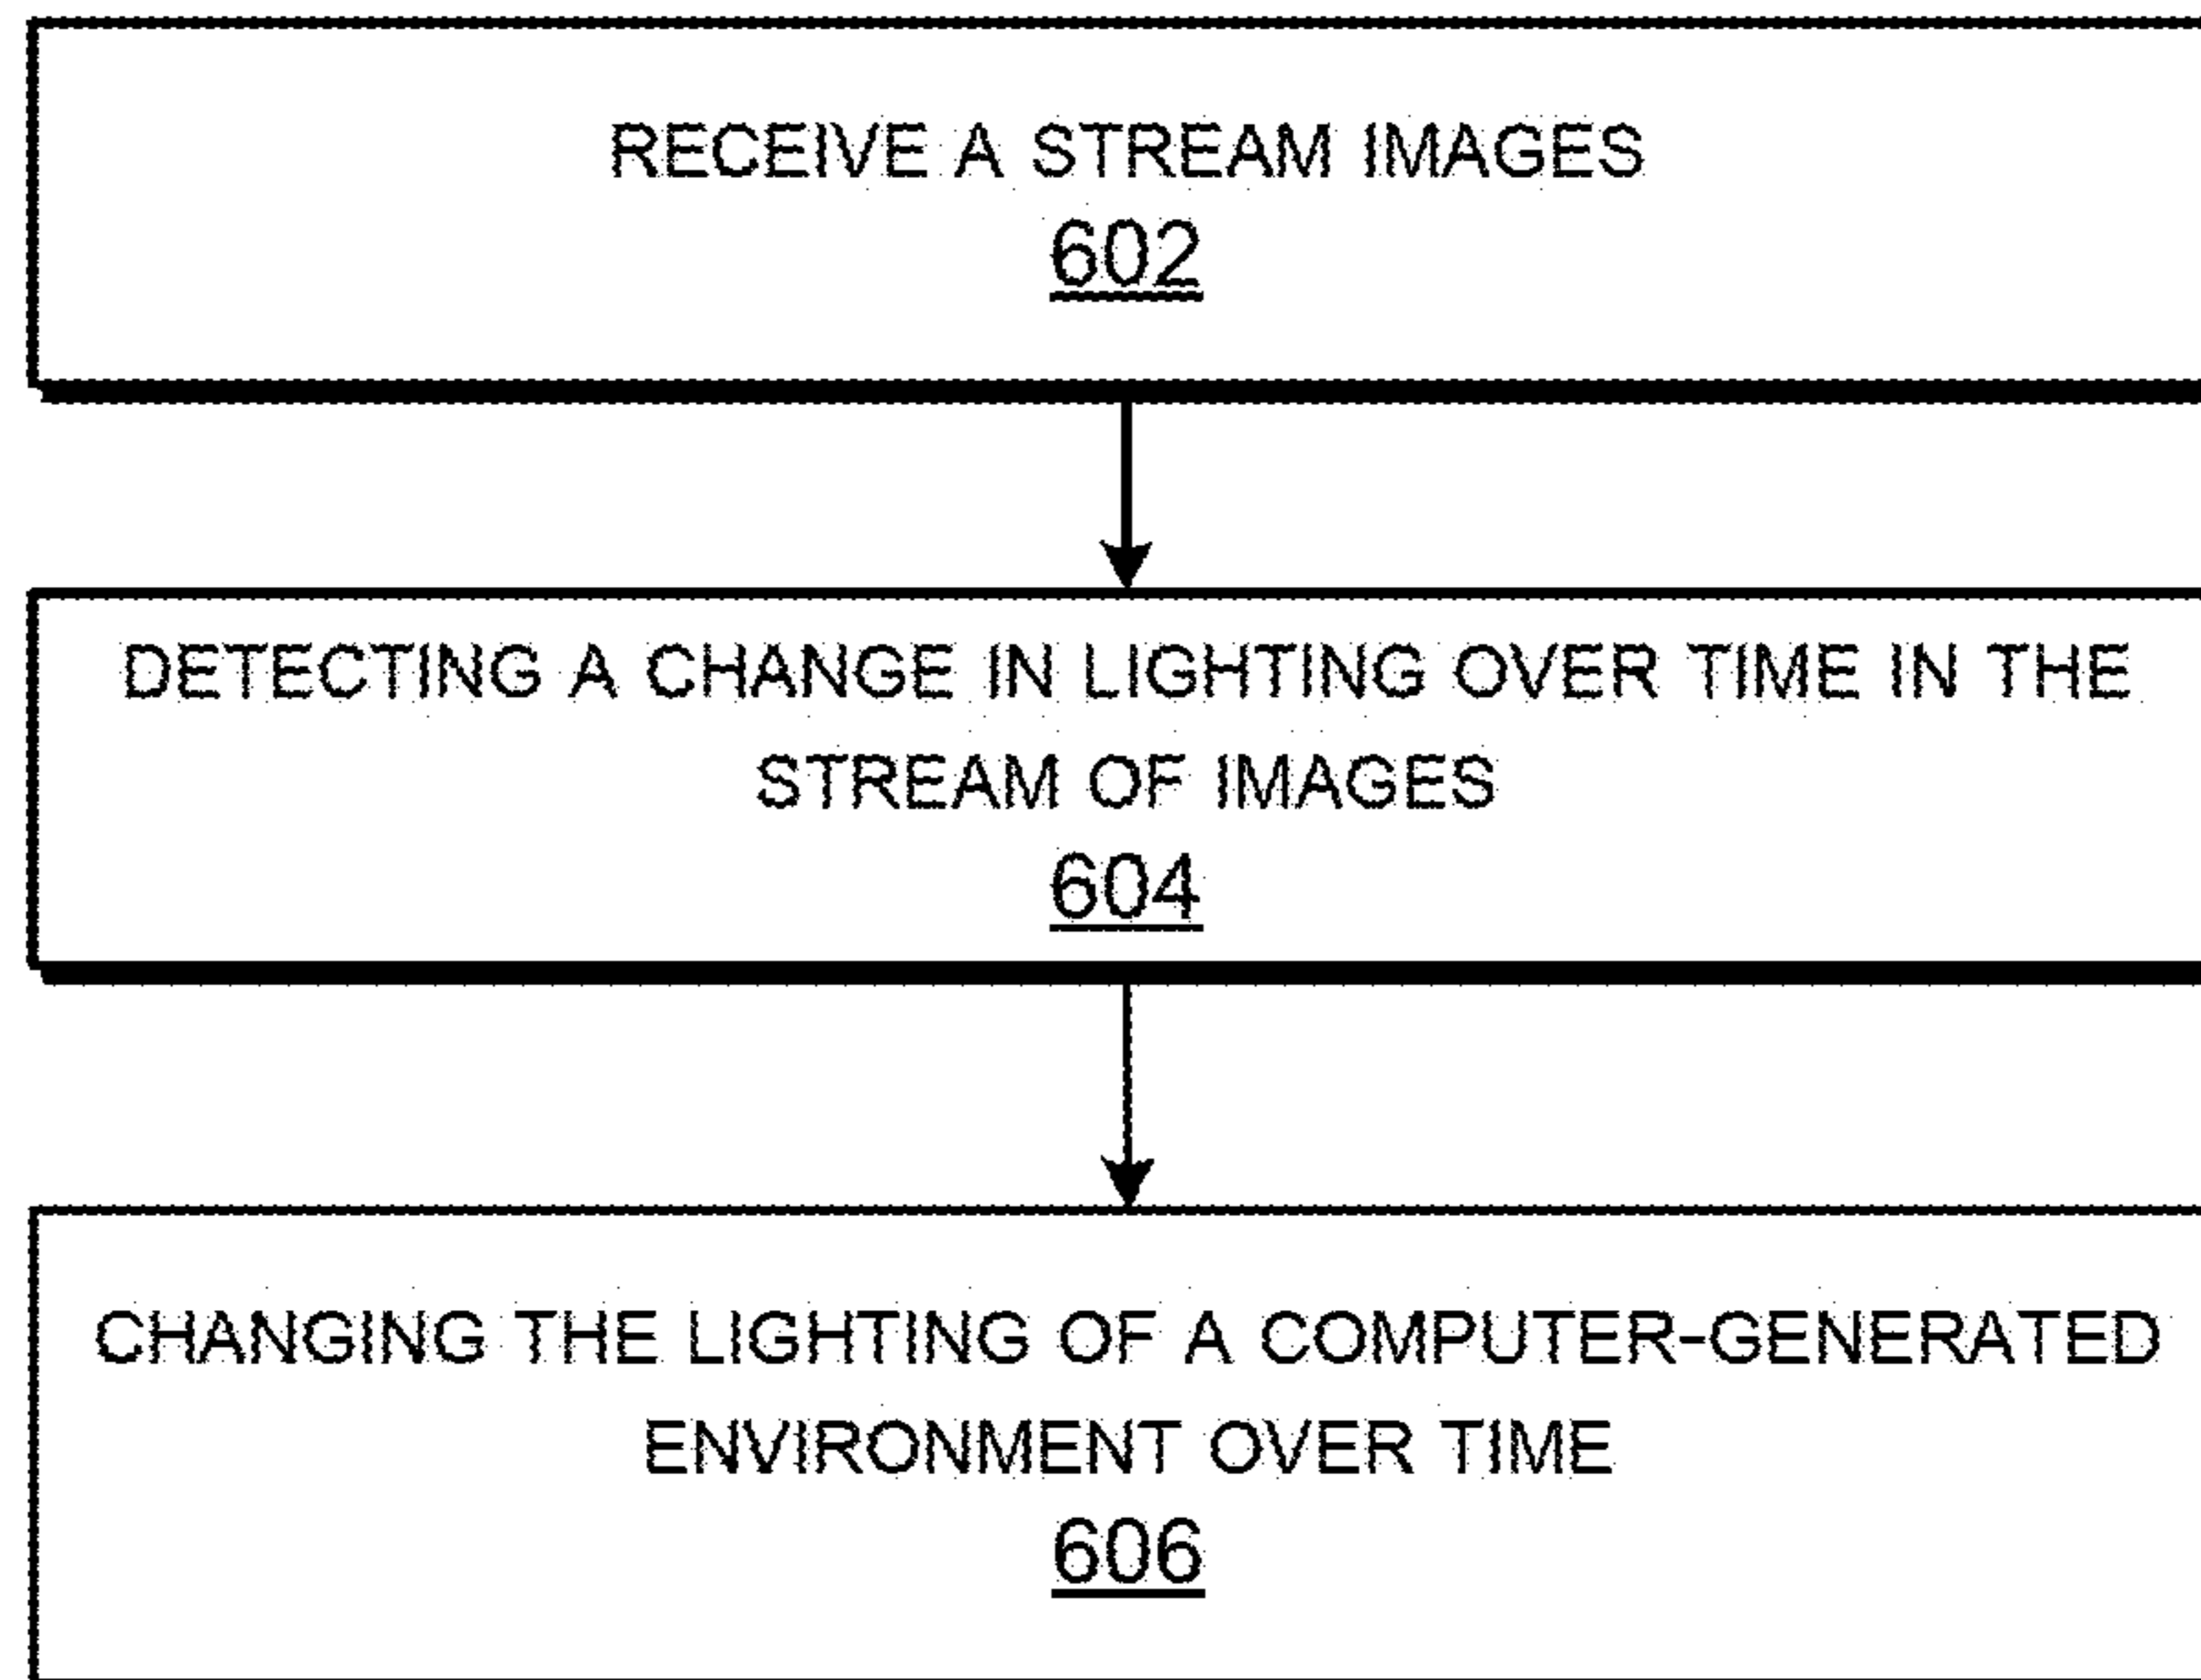 RECEIVE A STREAM IMAGES
602
DETECTING A CHANGE IN LIGHTING OVER TIME IN THE
STREAM OF IMAGES
604
CHANGING THE LIGHTING OF A COMPUTER-GENERATED
ENVIRONMENT OVER TIME
606